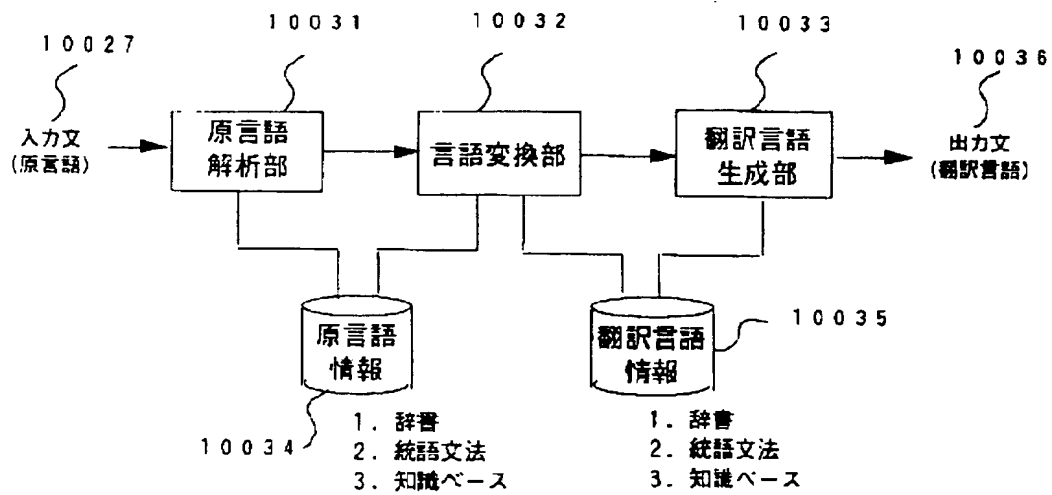 10031
10032
10033
10027
10036
入力文
(原言語)
原言語
解析部
言語変換部
翻訳言語
生成部
出力文
(翻訳言語)
原言語
情報
翻訳言語
情報
10035
10034
1. 辞書
2. 統語文法
3. 知識ベース
1. 辞書
2. 統語文法
3. 知識ベース